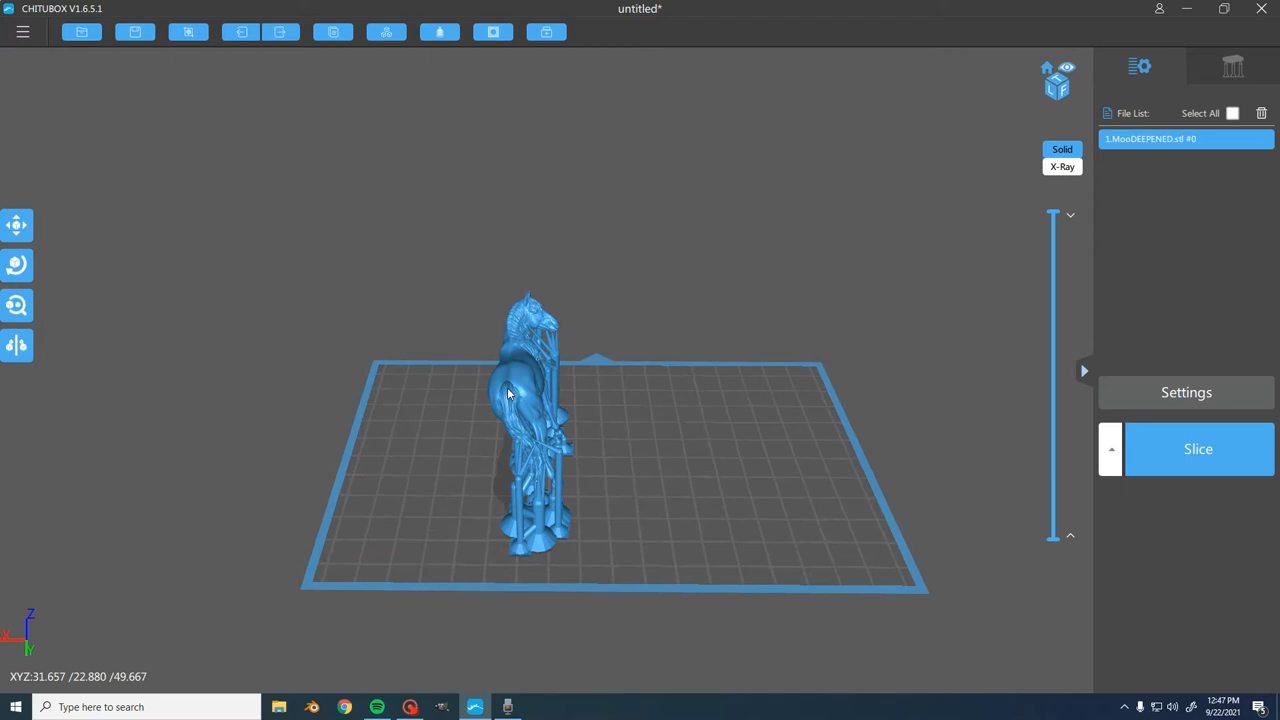 CHITUBOX V1.6.5.1
untitled*
File List:
Select All
1.MooDEEPENED.stl #0
Solid
X-Ray
Settings
Slice
T
L F
Z
X
Y
XYZ:31.657 /22.880 /49.667
Type here to search
12:47 PM
9/22/2021
5